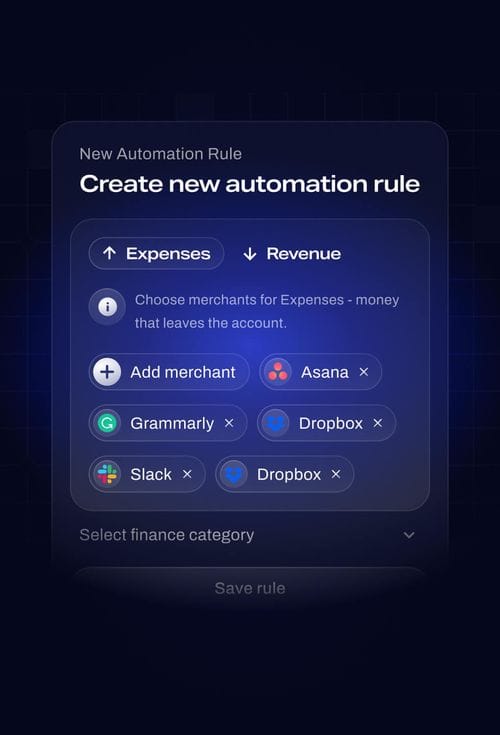 New Automation Rule
Create new automation rule
Expenses Revenue
Choose merchants for Expenses - money
that leaves the account.
Add merchant Asana
Grammarly Dropbox
Slack Dropbox
Select finance category
Save rule